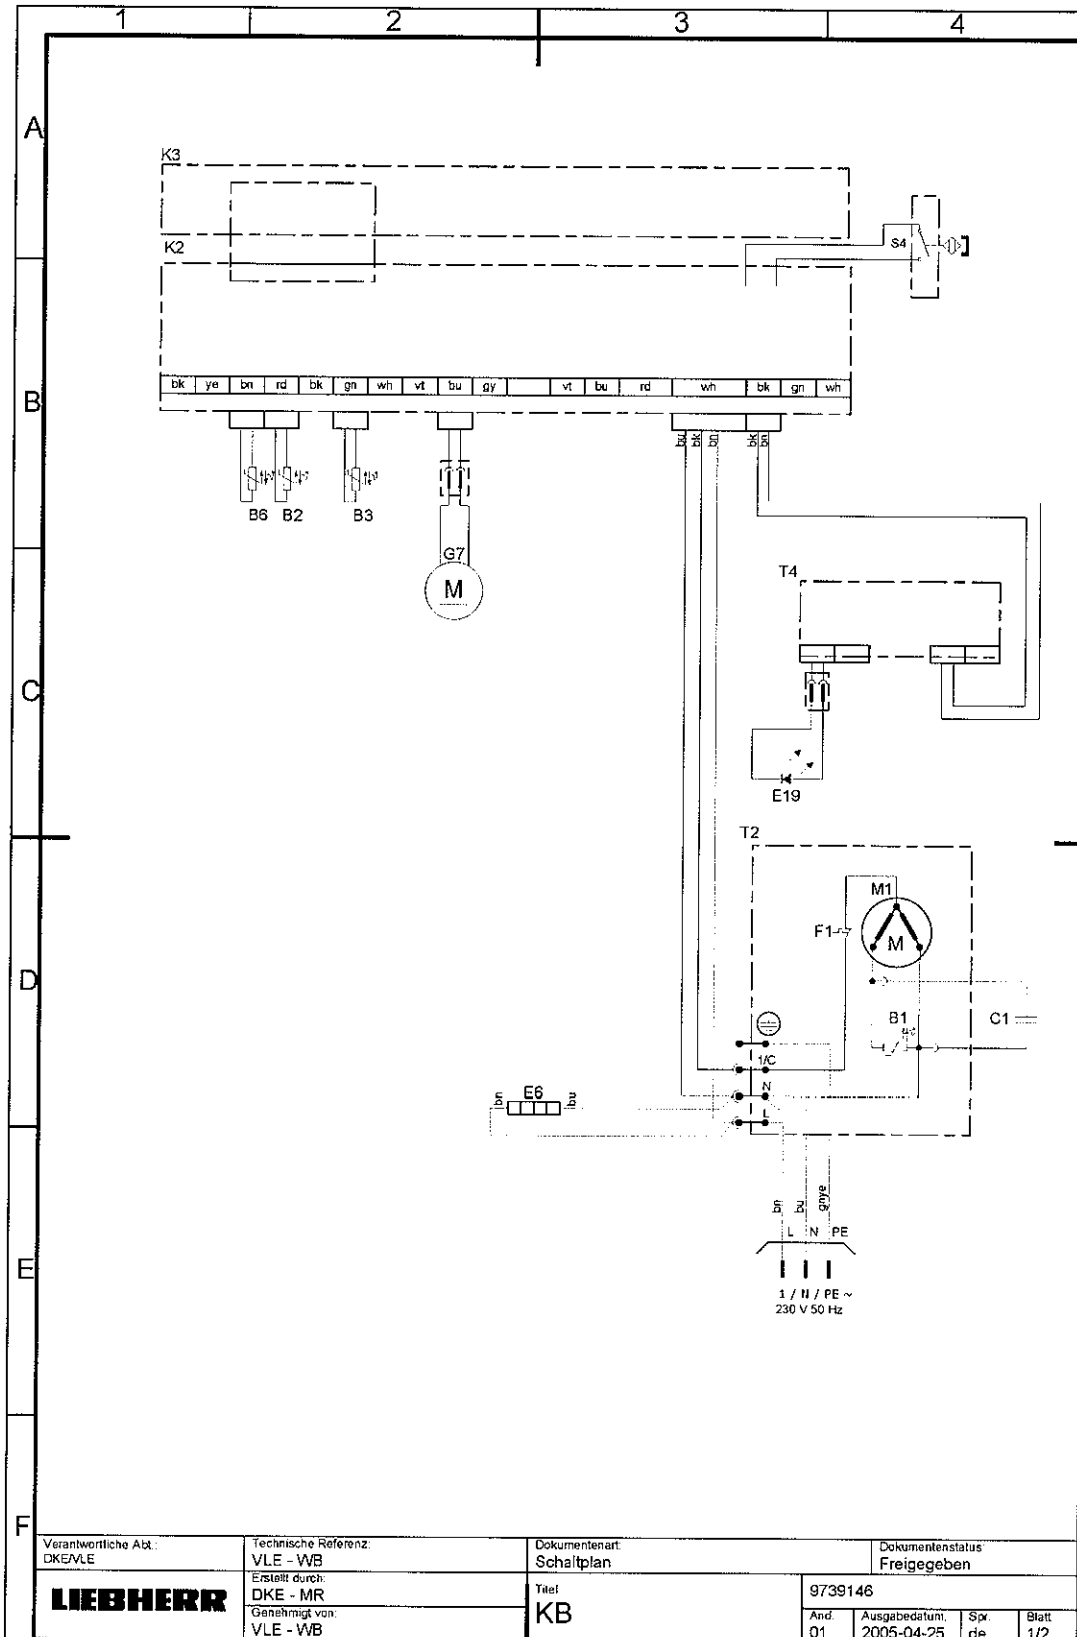 1 2 3 4
A
K3
K2
S4
B
bk ye bn rd bk gn wh vt bu gy vt bu rd wh bk gn wh
bu bk bn bk bn
B6 B2 B3
G7
M
T4
C
E19
T2
M1
F1
M
D
B1 C1
1/C
N
L
bn E6 bu
bn bu gnye
L N PE
E
1 / N / PE ~
230 V 50 Hz
F
Verantwortliche Abt.:
DKE/VLE
Technische Referenz:
VLE - WB
Dokumentenart:
Schaltplan
Dokumentenstatus
Freigegeben
LIEBHERR
Erstellt durch:
DKE - MR
Genehmigt von:
VLE - WB
Titel
KB
9739146
Änd.
01
Ausgabedatum,
2005-04-25
Spr.
de
Blatt
1/2